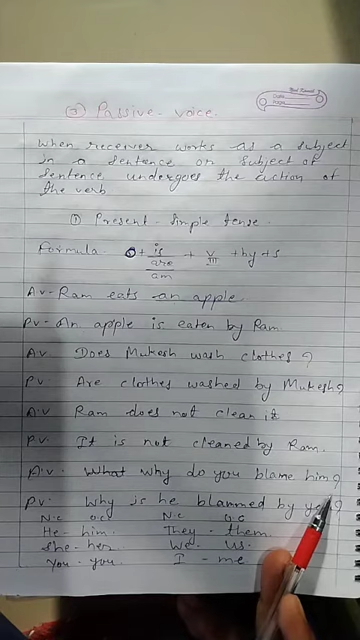 ② Passive - voice.
Date
Page
When receiver works as a subject
in a sentence or subject of
sentence undergoes the action of
the verb
① Present - Simple tense.
Formula - O + is/are/am + V III + by + s
A.V - Ram eats an apple
P.V - An apple is eaten by Ram.
A.V. Does Mukesh wash clothes?
P.V. Are clothes washed by Mukesh?
A.V Ram does not clean it
P.V. It is not cleaned by Ram.
A.V. What why do you blame him?
P.V. Why is he blammed by you?
N.C O.C N.C O.C
He - him. They - them.
She - her We - us.
You - you. I - me